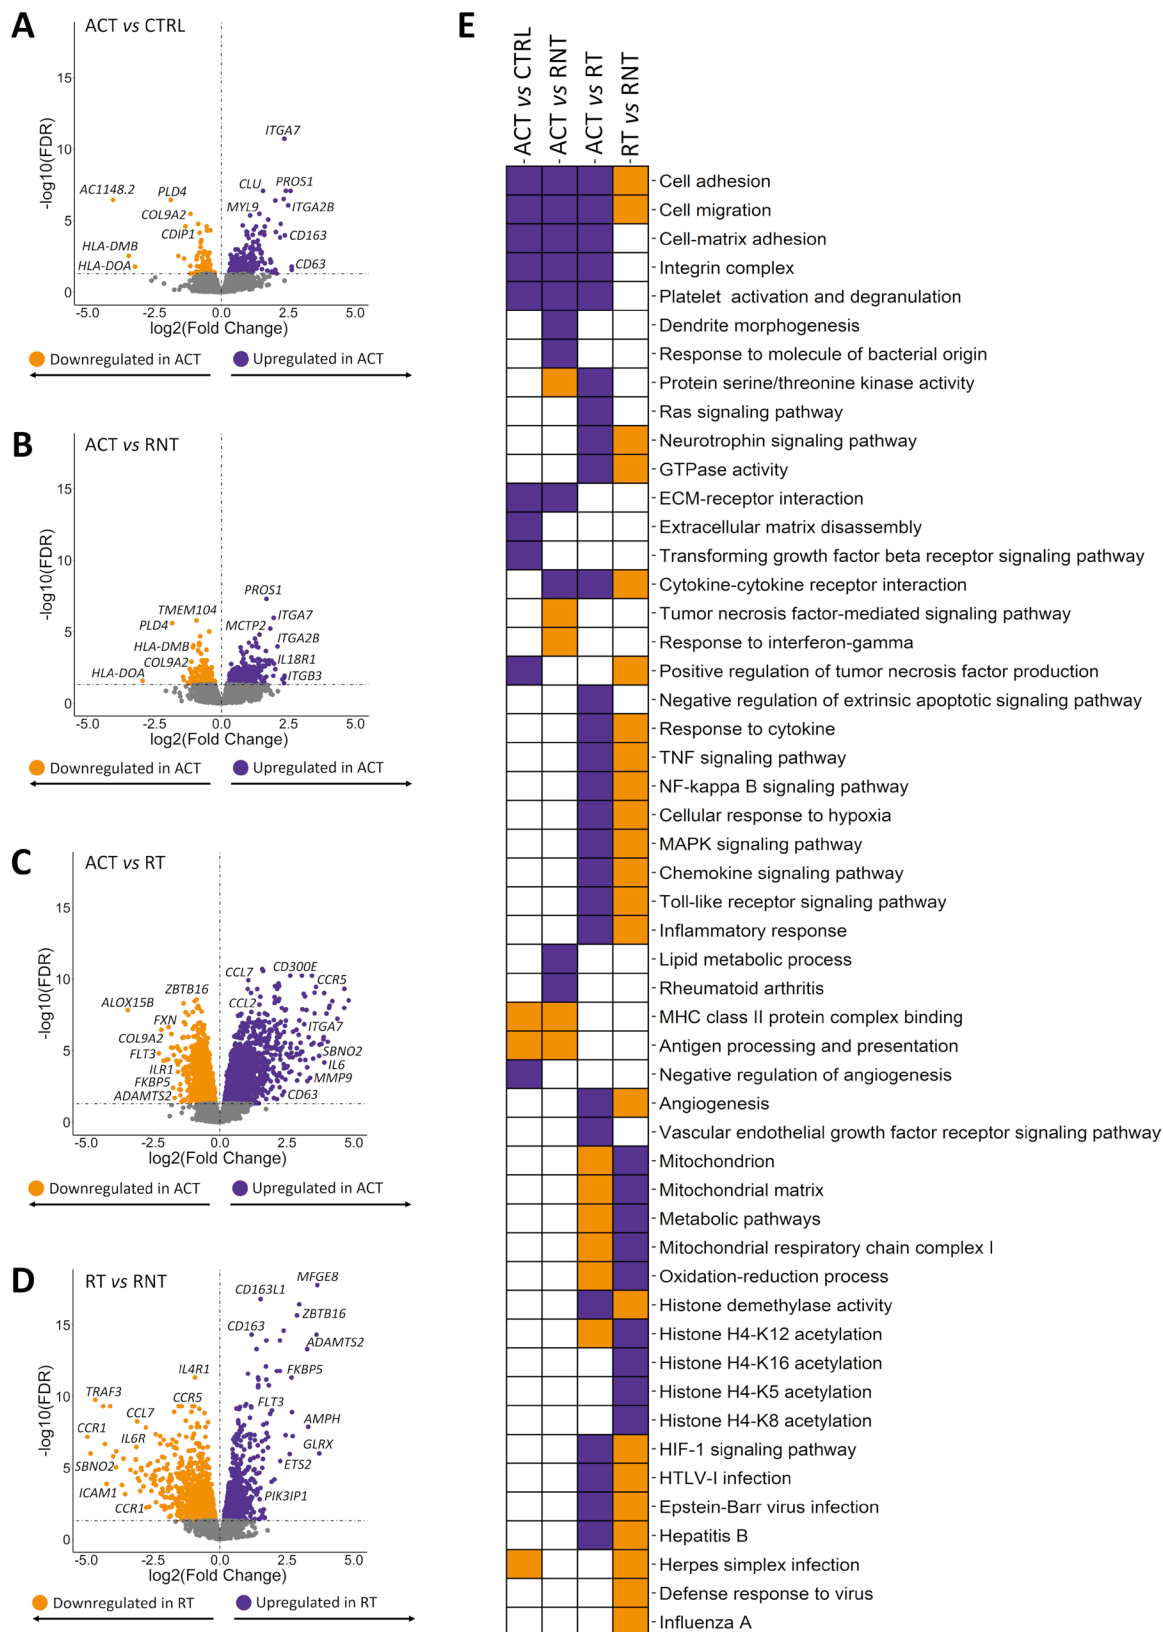 A
ACT vs CTRL
15
10
5
0
-log10(FDR)
ITGA7
AC1148.2
PLD4
CLU
PROS1
COL9A2
MYL9
ITGA2B
CDIP1
CD163
HLA-DMB
HLA-DOA
CD63
-5.0 -2.5 0.0 2.5 5.0
log2(Fold Change)
Downregulated in ACT Upregulated in ACT
B
ACT vs RNT
15
10
5
0
-log10(FDR)
PROS1
TMEM104
ITGA7
PLD4
MCTP2
ITGA2B
HLA-DMB
COL9A2
IL18R1
HLA-DOA
ITGB3
-5.0 -2.5 0.0 2.5 5.0
log2(Fold Change)
Downregulated in ACT Upregulated in ACT
C
ACT vs RT
15
10
5
0
-log10(FDR)
CCL7
CD300E
ZBTB16
CCR5
ALOX15B
CCL2
FXN
ITGA7
COL9A2
SBNO2
FLT3
IL6
ILR1
MMP9
FKBP5
ADAMTS2
CD63
-5.0 -2.5 0.0 2.5 5.0
log2(Fold Change)
Downregulated in ACT Upregulated in ACT
D
RT vs RNT
15
10
5
0
-log10(FDR)
MFGE8
CD163L1
ZBTB16
CD163
ADAMTS2
IL4R1
FKBP5
TRAF3
CCR5
FLT3
CCL7
AMPH
CCR1
IL6R
GLRX
SBNO2
ETS2
ICAM1
PIK3IP1
CCR1
-5.0 -2.5 0.0 2.5 5.0
log2(Fold Change)
Downregulated in RT Upregulated in RT
E
ACT vs CTRL
ACT vs RNT
ACT vs RT
RT vs RNT
Cell adhesion
Cell migration
Cell-matrix adhesion
Integrin complex
Platelet activation and degranulation
Dendrite morphogenesis
Response to molecule of bacterial origin
Protein serine/threonine kinase activity
Ras signaling pathway
Neurotrophin signaling pathway
GTPase activity
ECM-receptor interaction
Extracellular matrix disassembly
Transforming growth factor beta receptor signaling pathway
Cytokine-cytokine receptor interaction
Tumor necrosis factor-mediated signaling pathway
Response to interferon-gamma
Positive regulation of tumor necrosis factor production
Negative regulation of extrinsic apoptotic signaling pathway
Response to cytokine
TNF signaling pathway
NF-kappa B signaling pathway
Cellular response to hypoxia
MAPK signaling pathway
Chemokine signaling pathway
Toll-like receptor signaling pathway
Inflammatory response
Lipid metabolic process
Rheumatoid arthritis
MHC class II protein complex binding
Antigen processing and presentation
Negative regulation of angiogenesis
Angiogenesis
Vascular endothelial growth factor receptor signaling pathway
Mitochondrion
Mitochondrial matrix
Metabolic pathways
Mitochondrial respiratory chain complex I
Oxidation-reduction process
Histone demethylase activity
Histone H4-K12 acetylation
Histone H4-K16 acetylation
Histone H4-K5 acetylation
Histone H4-K8 acetylation
HIF-1 signaling pathway
HTLV-I infection
Epstein-Barr virus infection
Hepatitis B
Herpes simplex infection
Defense response to virus
Influenza A